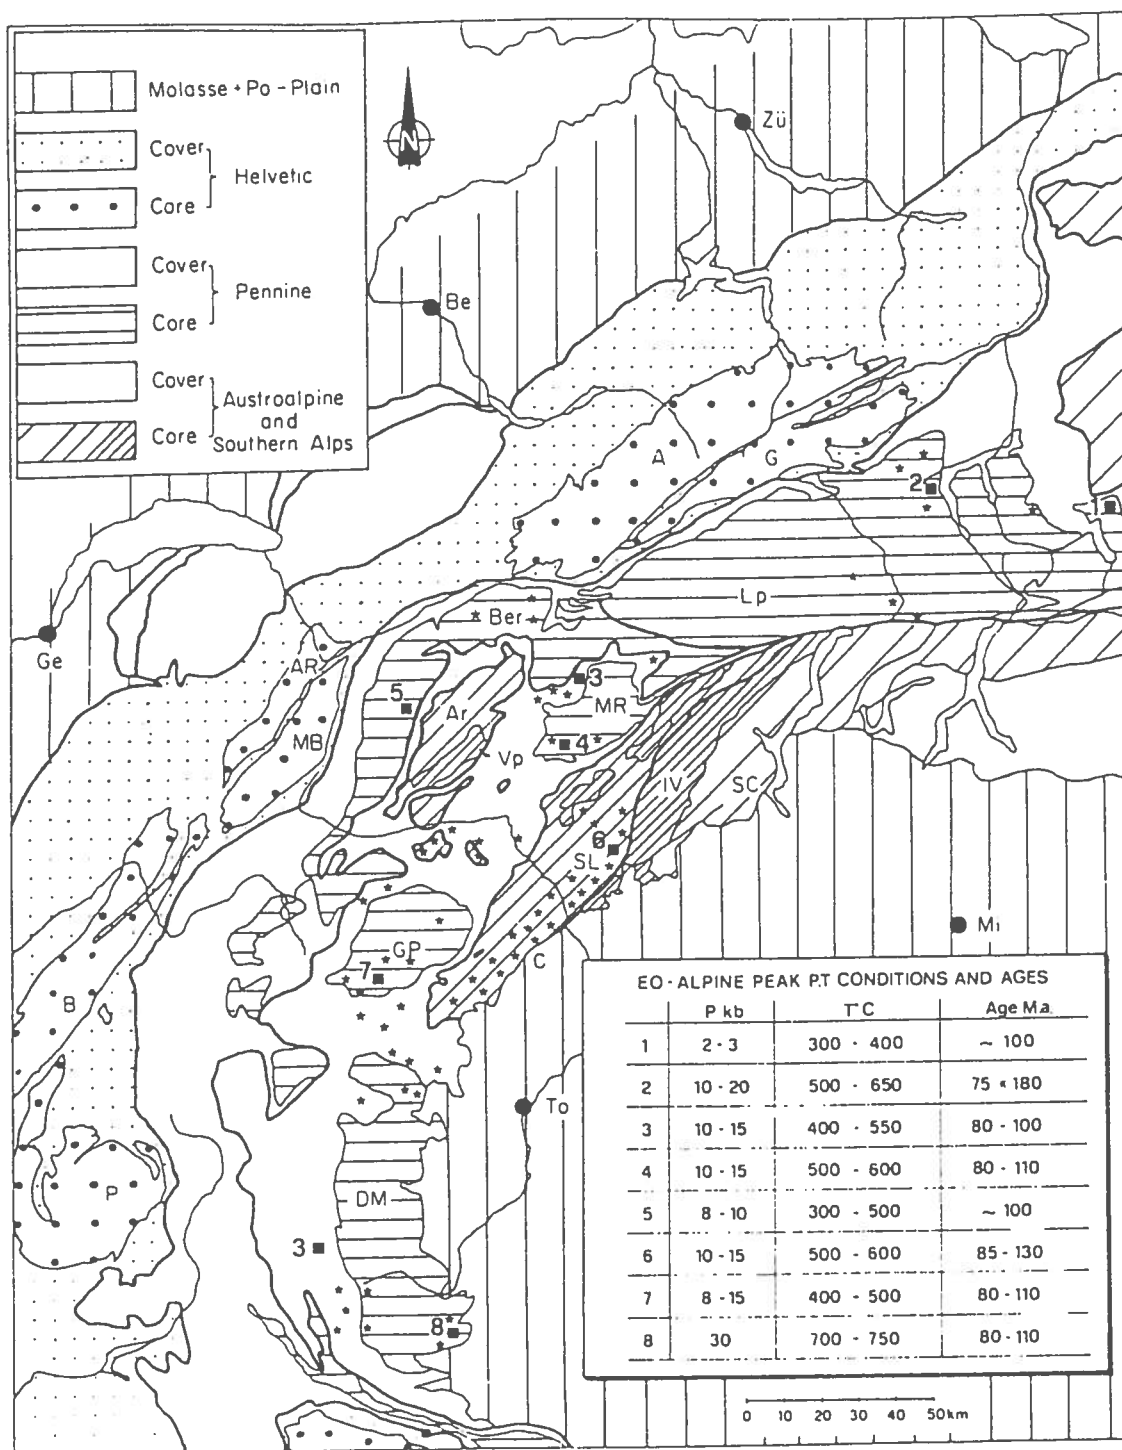 Molasse + Po - Plain
Cover
Helvetic
Core
Cover
Pennine
Core
Cover
Austroalpine
and
Core
Southern Alps
N
Zü
Be
A
G
2
1
Lp
Ber
Ge
AR
3
5
MR
Ar
MB
4
Vp
IV
SC
6
SL
Mi
GP
C
7
B
To
P
DM
3
8
EO-ALPINE PEAK P.T CONDITIONS AND AGES
P kb T°C Age M.a.
1 2 - 3 300 - 400 ~ 100
2 10 - 20 500 - 650 75 « 180
3 10 - 15 400 - 550 80 - 100
4 10 - 15 500 - 600 80 - 110
5 8 - 10 300 - 500 ~ 100
6 10 - 15 500 - 600 85 - 130
7 8 - 15 400 - 500 80 - 110
8 30 700 - 750 80 - 110
0 10 20 30 40 50km